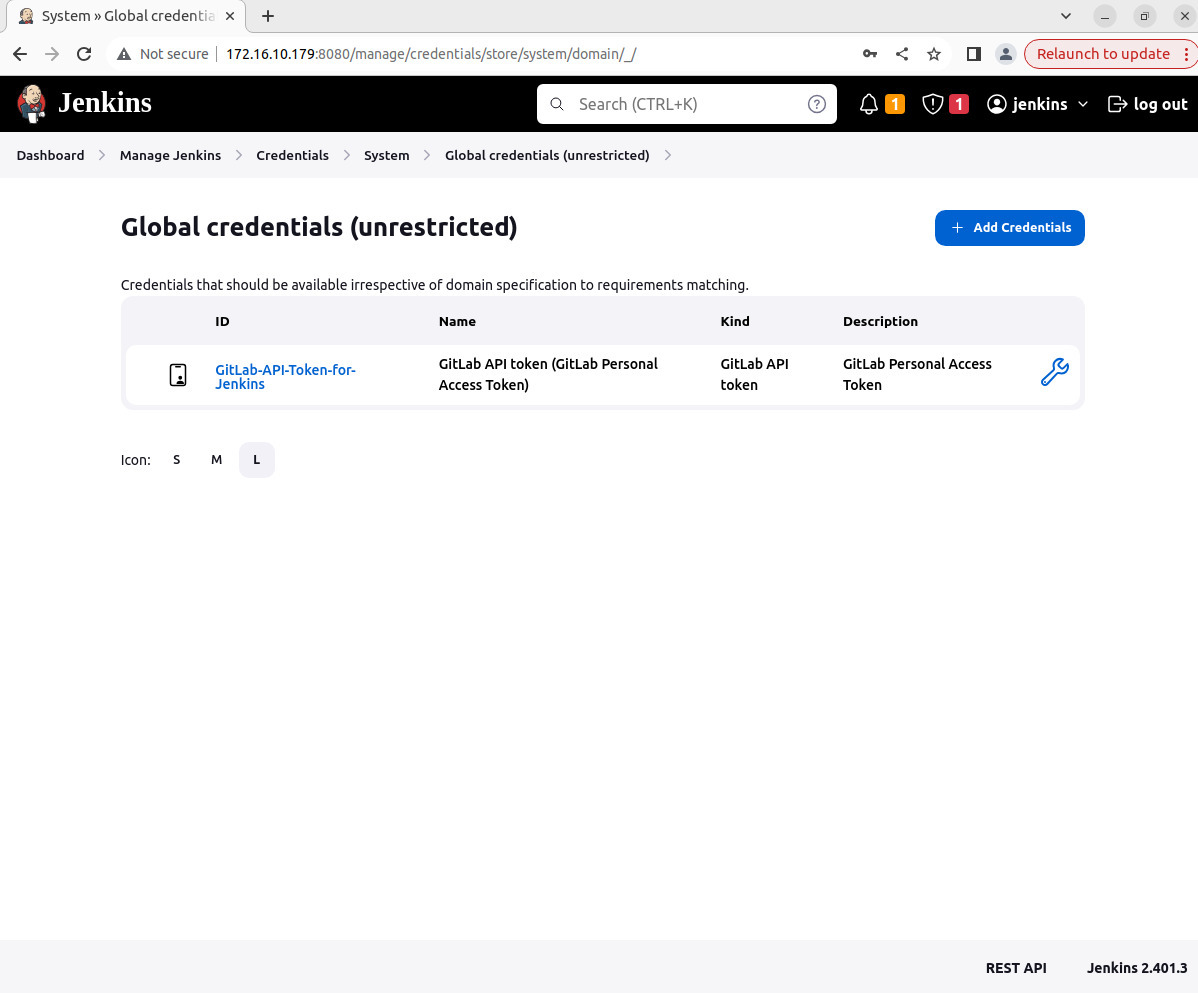 System » Global credentia
Not secure 172.16.10.179:8080/manage/credentials/store/system/domain/_/ Relaunch to update
Jenkins Search (CTRL+K) ? 1 1 jenkins log out
Dashboard Manage Jenkins Credentials System Global credentials (unrestricted)
Global credentials (unrestricted) + Add Credentials
Credentials that should be available irrespective of domain specification to requirements matching.
ID Name Kind Description
GitLab-API-Token-for-Jenkins
GitLab API token (GitLab Personal
Access Token)
GitLab API
token
GitLab Personal Access
Token
Icon: S M L
REST API Jenkins 2.401.3